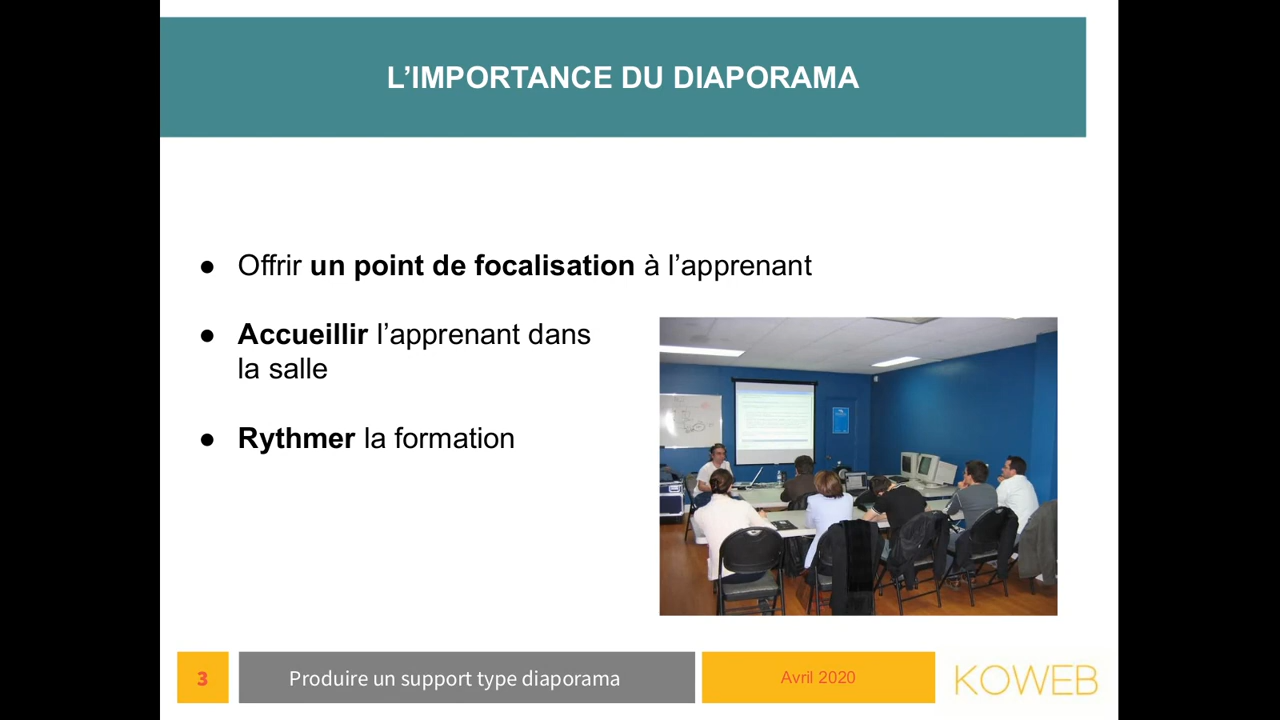 L’IMPORTANCE DU DIAPORAMA
● Offrir un point de focalisation à l’apprenant
● Accueillir l’apprenant dans
la salle
● Rythmer la formation
3
Produire un support type diaporama
Avril 2020
KOWEB